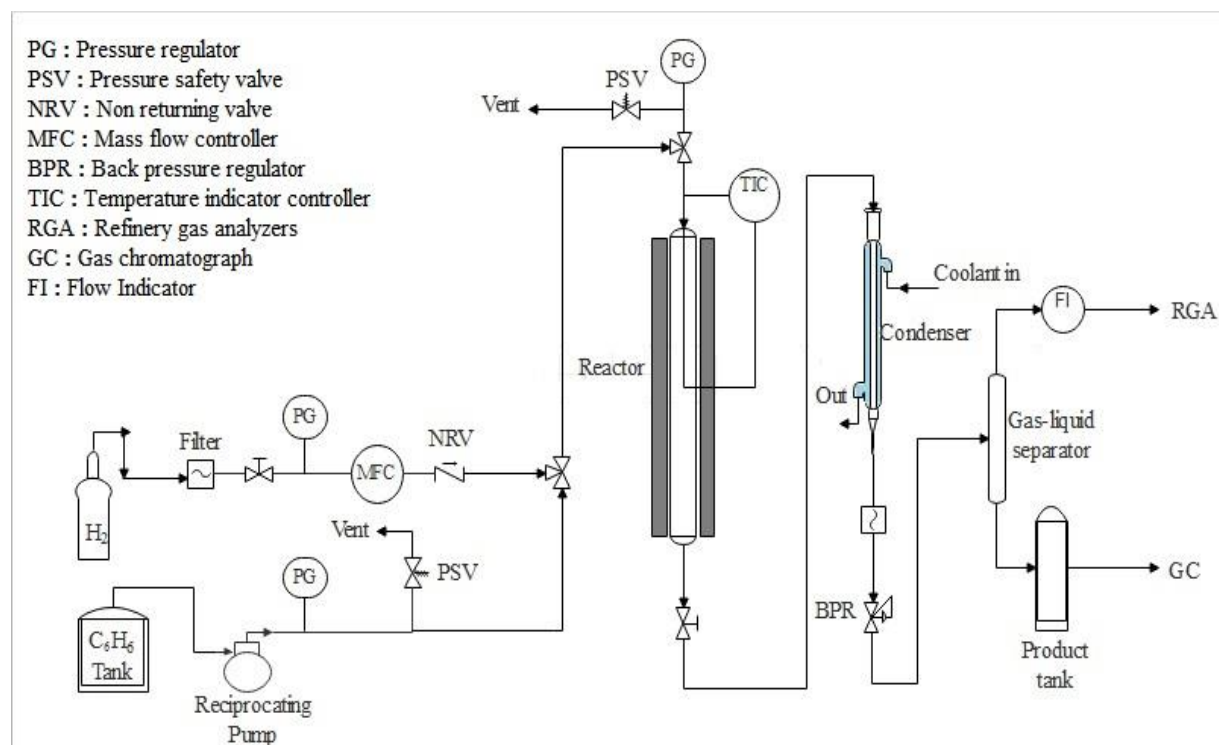 PG : Pressure regulator
PSV : Pressure safety valve
NRV : Non returning valve
MFC : Mass flow controller
BPR : Back pressure regulator
TIC : Temperature indicator controller
RGA : Refinery gas analyzers
GC : Gas chromatograph
FI : Flow Indicator
PG
PSV
Vent
TIC
Coolant in
FI
RGA
Condenser
Reactor
Out
PG
Filter
NRV
MFC
Gas-liquid
separator
H₂
Vent
PG
PSV
GC
BPR
C₆H₆
Tank
Product
tank
Reciprocating
Pump